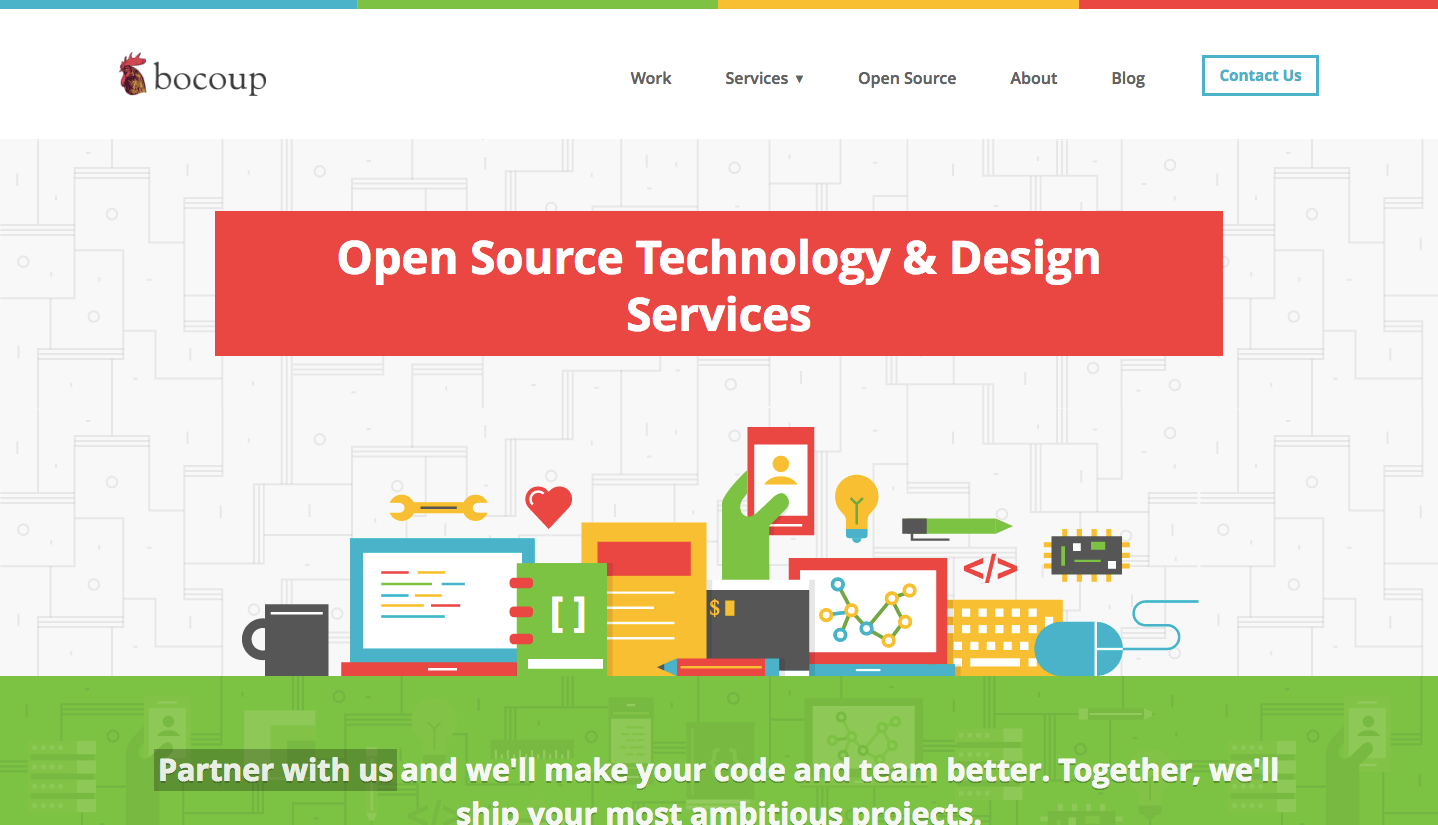 bocoup
Work
Services ▼
Open Source
About
Blog
Contact Us
Open Source Technology & Design
Services
[ ]
$
</>
Partner with us and we'll make your code and team better. Together, we'll
ship your most ambitious projects.